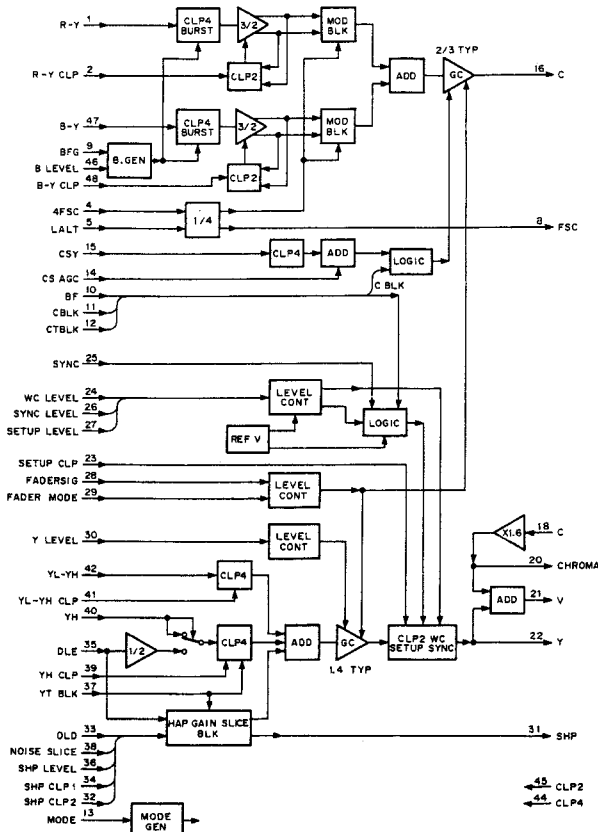 R-Y 1
CLP4 BURST
3/2
MOD BLK
2/3 TYP
R-Y CLP 2
CLP2
ADD
GC
16 C
B-Y 47
CLP4 BURST
3/2
MOD BLK
BFG 9
B LEVEL 46
B.GEN
B-Y CLP 48
CLP2
4FSC 4
LALT 5
1/4
8 FSC
CSY 15
CLP4
ADD
LOGIC
CS AGC 14
C BLK
BF 10
CBLK 11
CTBLK 12
SYNC 25
WC LEVEL 24
SYNC LEVEL 26
SETUP LEVEL 27
LEVEL CONT
LOGIC
REF V
SETUP CLP 23
FADERSIG 28
FADER MODE 29
LEVEL CONT
Y LEVEL 30
LEVEL CONT
X1.6
18 C
20 CHROMA
YL-YH 42
CLP4
YL-YH CLP 41
ADD
21 V
YH 40
DLE 35
1/2
CLP4
ADD
GC
1.4 TYP
CLP2 WC SETUP SYNC
22 Y
YH CLP 39
YT BLK 37
HAP GAIN SLICE BLK
OLD 33
31 SHP
NOISE SLICE 38
SHP LEVEL 36
SHP CLP1 34
SHP CLP2 32
45 CLP2
44 CLP4
MODE 13
MODE GEN